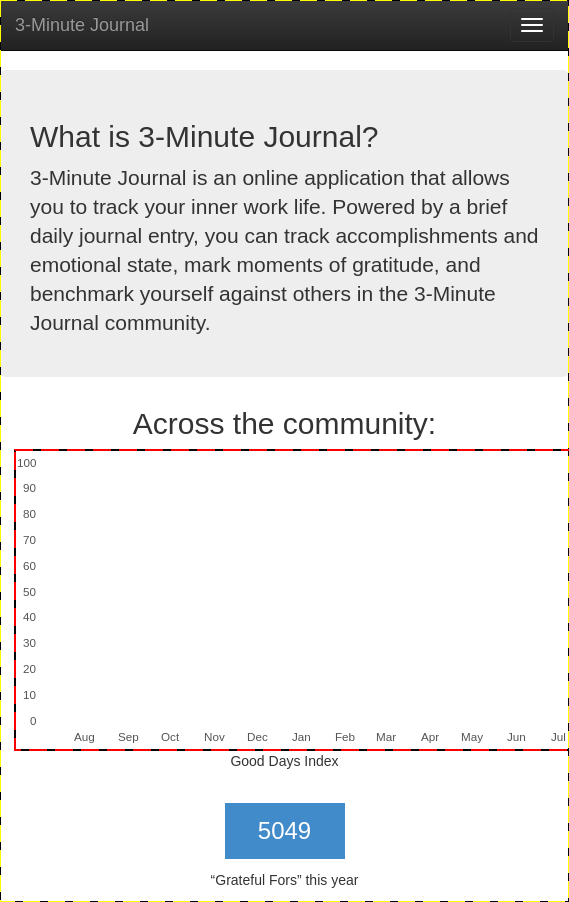 3-Minute Journal
What is 3-Minute Journal?
3-Minute Journal is an online application that allows
you to track your inner work life. Powered by a brief
daily journal entry, you can track accomplishments and
emotional state, mark moments of gratitude, and
benchmark yourself against others in the 3-Minute
Journal community.
Across the community:
100
90
80
70
60
50
40
30
20
10
0
Aug Sep Oct Nov Dec Jan Feb Mar Apr May Jun Jul
Good Days Index
5049
“Grateful Fors” this year